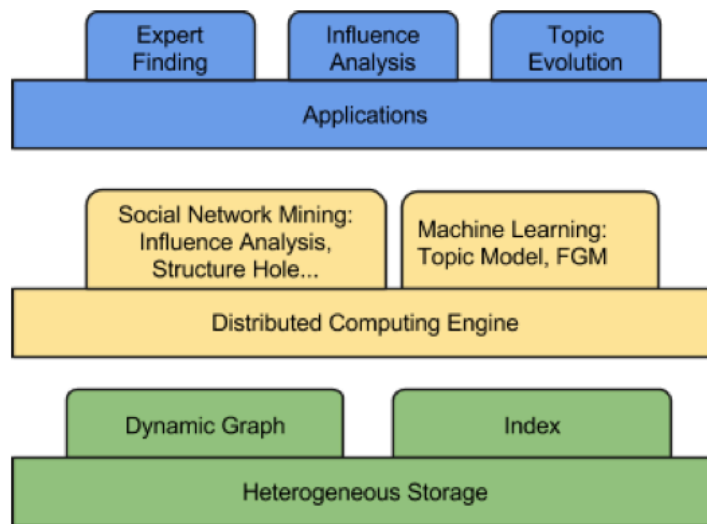 Expert
Finding
Influence
Analysis
Topic
Evolution
Applications
Social Network Mining:
Influence Analysis,
Structure Hole...
Machine Learning:
Topic Model, FGM
Distributed Computing Engine
Dynamic Graph
Index
Heterogeneous Storage